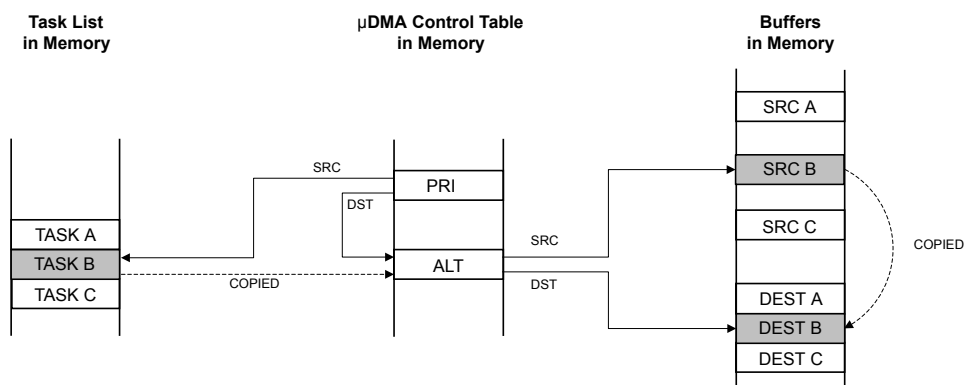 Task List
in Memory
µDMA Control Table
in Memory
Buffers
in Memory
SRC A
SRC
PRI
SRC B
DST
TASK A
SRC C
SRC
COPIED
TASK B
ALT
COPIED
DST
TASK C
DEST A
DEST B
DEST C